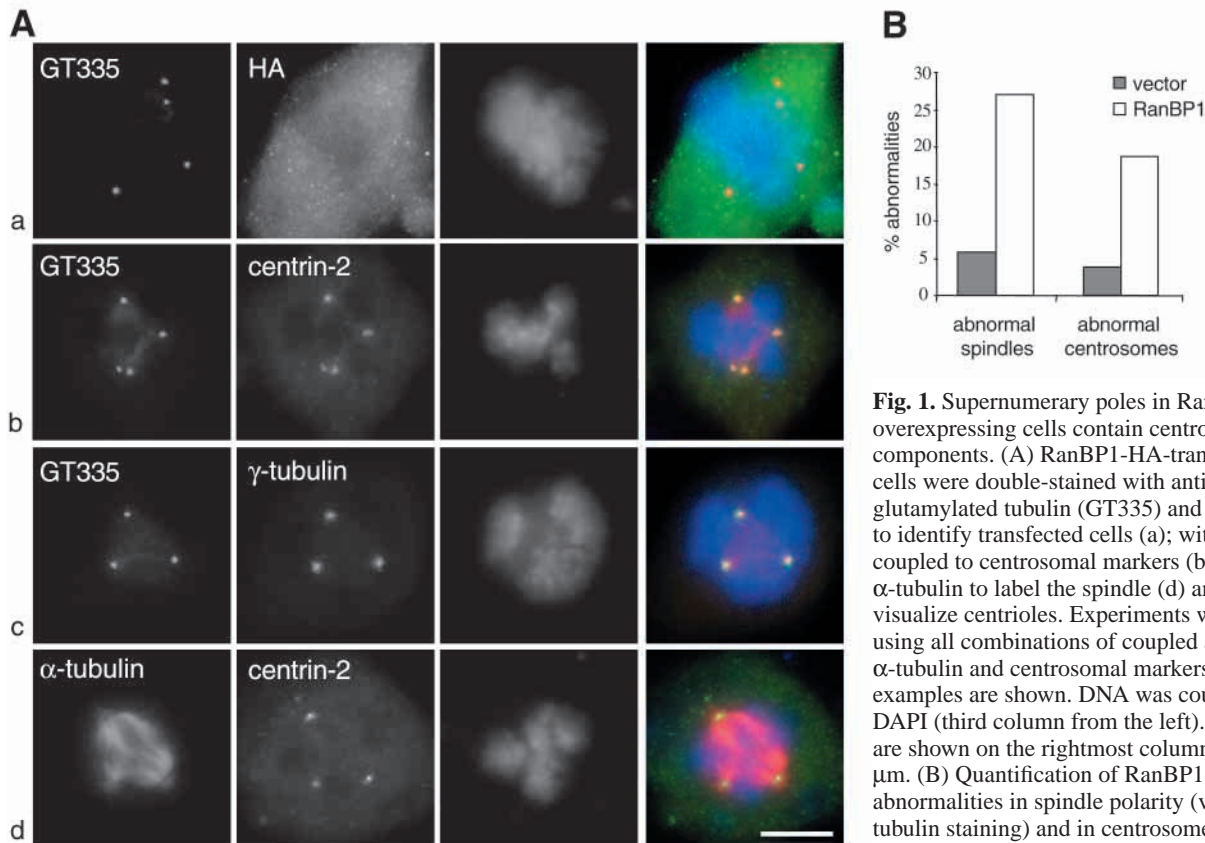 A
GT335
HA
a
GT335
centrin-2
b
GT335
γ-tubulin
c
α-tubulin
centrin-2
d
B
30
25
20
15
10
5
0
% abnormalities
vector
RanBP1
abnormal
spindles
abnormal
centrosomes
Fig. 1. Supernumerary poles in Ran
overexpressing cells contain centro
components. (A) RanBP1-HA-tran
cells were double-stained with anti
glutamylated tubulin (GT335) and
to identify transfected cells (a); wit
coupled to centrosomal markers (b
α-tubulin to label the spindle (d) a
visualize centrioles. Experiments w
using all combinations of coupled
α-tubulin and centrosomal markers
examples are shown. DNA was cou
DAPI (third column from the left).
are shown on the rightmost column
μm. (B) Quantification of RanBP1
abnormalities in spindle polarity (v
tubulin staining) and in centrosome